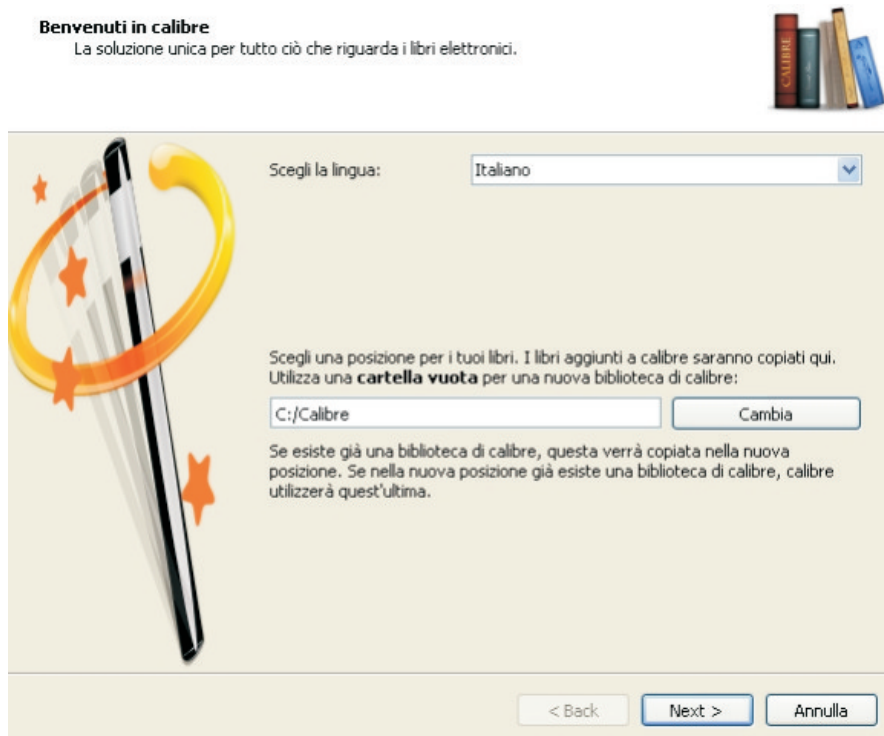 Benvenuti in calibre
La soluzione unica per tutto ciò che riguarda i libri elettronici.
CALIBRE
Scegli la lingua:
Italiano
Scegli una posizione per i tuoi libri. I libri aggiunti a calibre saranno copiati qui.
Utilizza una cartella vuota per una nuova biblioteca di calibre:
C:/Calibre
Cambia
Se esiste già una biblioteca di calibre, questa verrà copiata nella nuova
posizione. Se nella nuova posizione già esiste una biblioteca di calibre, calibre
utilizzerà quest'ultima.
< Back
Next >
Annulla